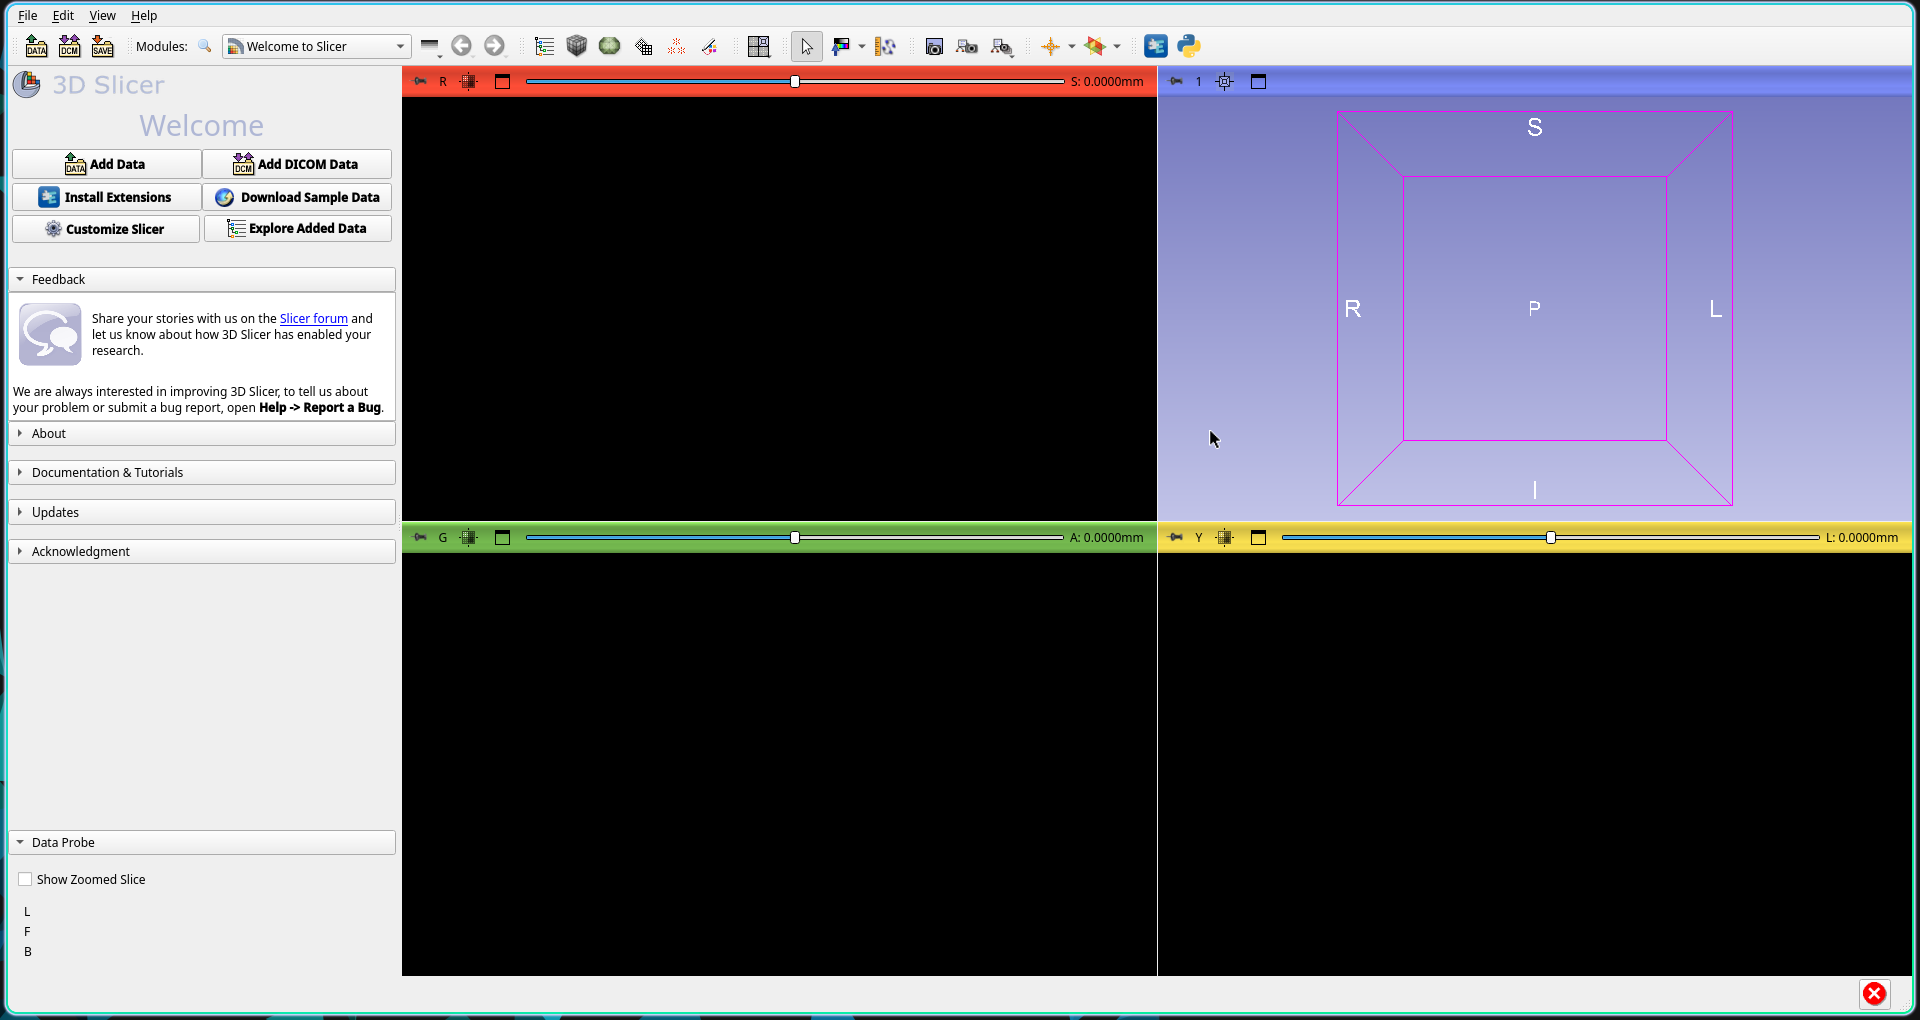 File Edit View Help
DATA DCM SAVE Modules: Welcome to Slicer
3D Slicer
Welcome
DATA Add Data DCM Add DICOM Data
Install Extensions Download Sample Data
Customize Slicer Explore Added Data
Feedback
Share your stories with us on the Slicer forum and
let us know about how 3D Slicer has enabled your
research.
We are always interested in improving 3D Slicer, to tell us about
your problem or submit a bug report, open Help -> Report a Bug.
About
Documentation & Tutorials
Updates
Acknowledgment
Data Probe
Show Zoomed Slice
L
F
B
R S: 0.0000mm
1
S
R P L
I
G A: 0.0000mm
Y L: 0.0000mm